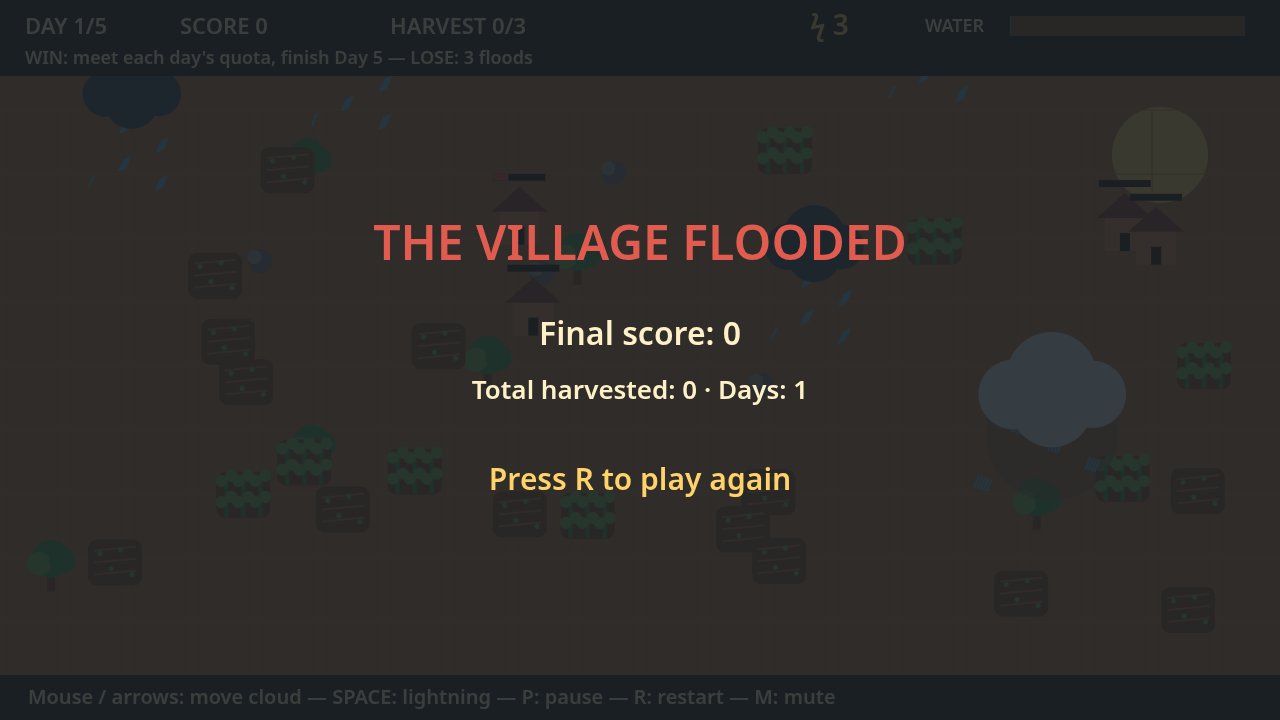 DAY 1/5 SCORE 0 HARVEST 0/3 3 WATER
WIN: meet each day's quota, finish Day 5 — LOSE: 3 floods
THE VILLAGE FLOODED
Final score: 0
Total harvested: 0 · Days: 1
Press R to play again
Mouse / arrows: move cloud — SPACE: lightning — P: pause — R: restart — M: mute